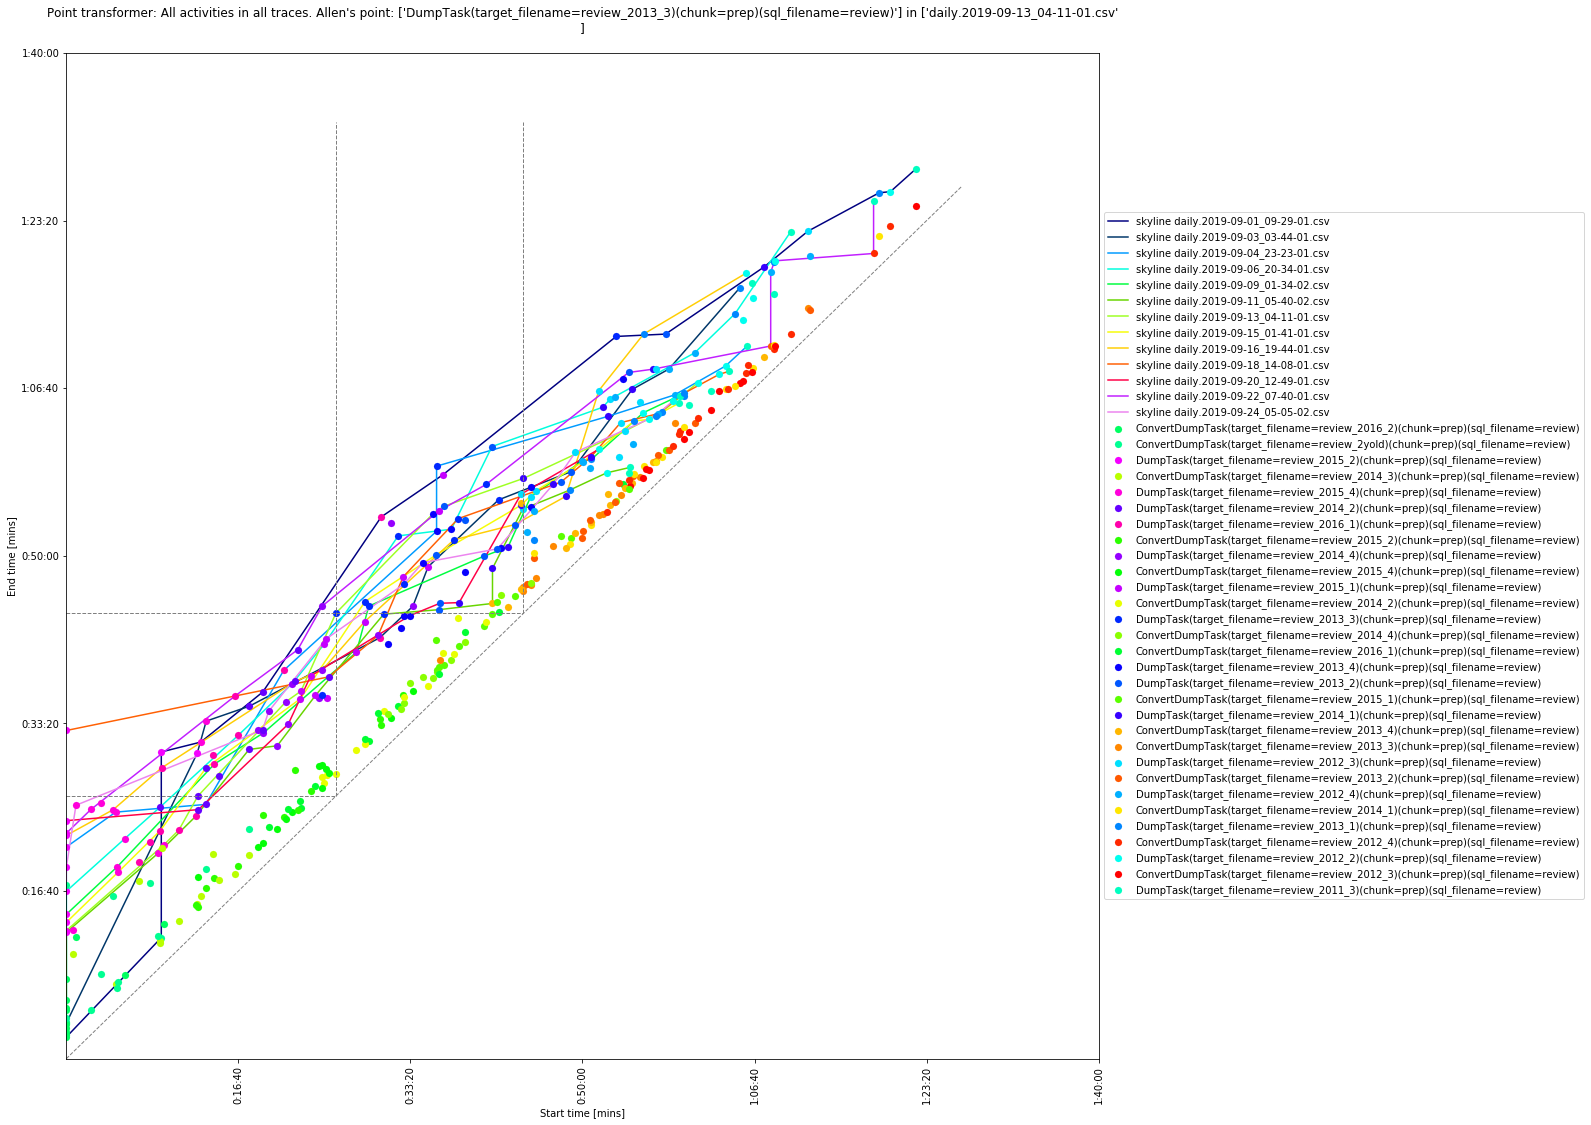 Point transformer: All activities in all traces. Allen's point: ['DumpTask(target_filename=review_2013_3)(chunk=prep)(sql_filename=review)'] in ['daily.2019-09-13_04-11-01.csv'
]
1:40:00
1:23:20
1:06:40
0:50:00
0:33:20
0:16:40
End time [mins]
0:16:40
0:33:20
0:50:00
1:06:40
1:23:20
1:40:00
Start time [mins]
skyline daily.2019-09-01_09-29-01.csv
skyline daily.2019-09-03_03-44-01.csv
skyline daily.2019-09-04_23-23-01.csv
skyline daily.2019-09-06_20-34-01.csv
skyline daily.2019-09-09_01-34-02.csv
skyline daily.2019-09-11_05-40-02.csv
skyline daily.2019-09-13_04-11-01.csv
skyline daily.2019-09-15_01-41-01.csv
skyline daily.2019-09-16_19-44-01.csv
skyline daily.2019-09-18_14-08-01.csv
skyline daily.2019-09-20_12-49-01.csv
skyline daily.2019-09-22_07-40-01.csv
skyline daily.2019-09-24_05-05-02.csv
ConvertDumpTask(target_filename=review_2016_2)(chunk=prep)(sql_filename=review)
ConvertDumpTask(target_filename=review_2yold)(chunk=prep)(sql_filename=review)
DumpTask(target_filename=review_2015_2)(chunk=prep)(sql_filename=review)
ConvertDumpTask(target_filename=review_2014_3)(chunk=prep)(sql_filename=review)
DumpTask(target_filename=review_2015_4)(chunk=prep)(sql_filename=review)
DumpTask(target_filename=review_2014_2)(chunk=prep)(sql_filename=review)
DumpTask(target_filename=review_2016_1)(chunk=prep)(sql_filename=review)
ConvertDumpTask(target_filename=review_2015_2)(chunk=prep)(sql_filename=review)
DumpTask(target_filename=review_2014_4)(chunk=prep)(sql_filename=review)
ConvertDumpTask(target_filename=review_2015_4)(chunk=prep)(sql_filename=review)
DumpTask(target_filename=review_2015_1)(chunk=prep)(sql_filename=review)
ConvertDumpTask(target_filename=review_2014_2)(chunk=prep)(sql_filename=review)
DumpTask(target_filename=review_2013_3)(chunk=prep)(sql_filename=review)
ConvertDumpTask(target_filename=review_2014_4)(chunk=prep)(sql_filename=review)
ConvertDumpTask(target_filename=review_2016_1)(chunk=prep)(sql_filename=review)
DumpTask(target_filename=review_2013_4)(chunk=prep)(sql_filename=review)
DumpTask(target_filename=review_2013_2)(chunk=prep)(sql_filename=review)
ConvertDumpTask(target_filename=review_2015_1)(chunk=prep)(sql_filename=review)
DumpTask(target_filename=review_2014_1)(chunk=prep)(sql_filename=review)
ConvertDumpTask(target_filename=review_2013_4)(chunk=prep)(sql_filename=review)
ConvertDumpTask(target_filename=review_2013_3)(chunk=prep)(sql_filename=review)
DumpTask(target_filename=review_2012_3)(chunk=prep)(sql_filename=review)
ConvertDumpTask(target_filename=review_2013_2)(chunk=prep)(sql_filename=review)
DumpTask(target_filename=review_2012_4)(chunk=prep)(sql_filename=review)
ConvertDumpTask(target_filename=review_2014_1)(chunk=prep)(sql_filename=review)
DumpTask(target_filename=review_2013_1)(chunk=prep)(sql_filename=review)
ConvertDumpTask(target_filename=review_2012_4)(chunk=prep)(sql_filename=review)
DumpTask(target_filename=review_2012_2)(chunk=prep)(sql_filename=review)
ConvertDumpTask(target_filename=review_2012_3)(chunk=prep)(sql_filename=review)
DumpTask(target_filename=review_2011_3)(chunk=prep)(sql_filename=review)